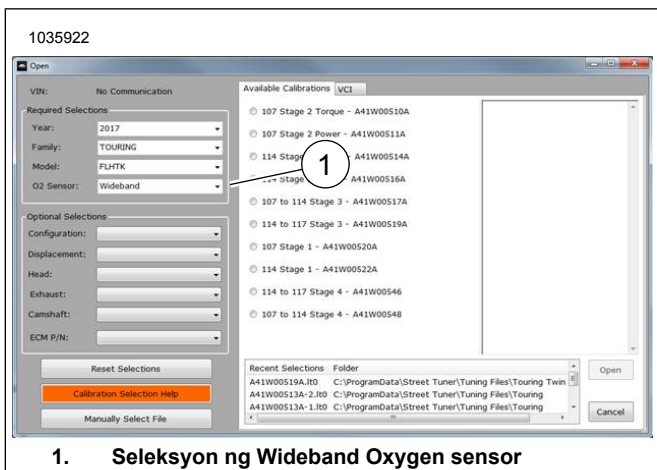 1035922
Open
VIN: No Communication
Required Selections
Year: 2017
Family: TOURING
Model: FLHTK
O2 Sensor: Wideband
Optional Selections
Configuration:
Displacement:
Head:
Exhaust:
Camshaft:
ECM P/N:
Reset Selections
Calibration Selection Help
Manually Select File
Available Calibrations VCI
107 Stage 2 Torque - A41W00510A
107 Stage 2 Power - A41W00511A
114 Stage - A41W00514A
Stage - A41W00516A
107 to 114 Stage 3 - A41W00517A
114 to 117 Stage 3 - A41W00519A
107 Stage 1 - A41W00520A
114 Stage 1 - A41W00522A
114 to 117 Stage 4 - A41W00546
107 to 114 Stage 4 - A41W00548
1
Recent Selections Folder
A41W00519A.lt0 C:\ProgramData\Street Tuner\Tuning Files\Touring Twin
A41W00513A-2.lt0 C:\ProgramData\Street Tuner\Tuning Files\Touring
A41W00513A-1.lt0 C:\ProgramData\Street Tuner\Tuning Files\Touring
Open
Cancel
1. Seleksyon ng Wideband Oxygen sensor